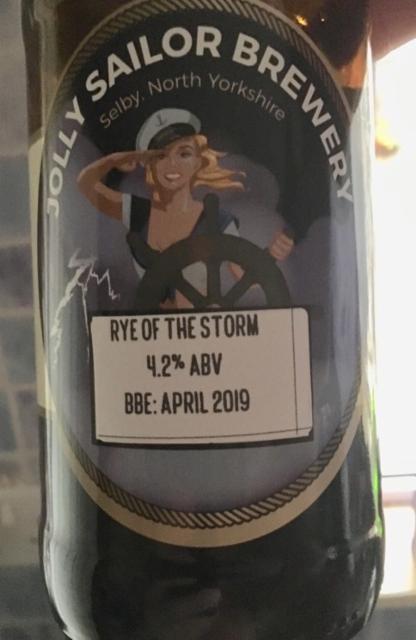 JOLLY SAILOR BREWERY
Selby, North Yorkshire
RYE OF THE STORM
4.2% ABV
BBE: APRIL 2019